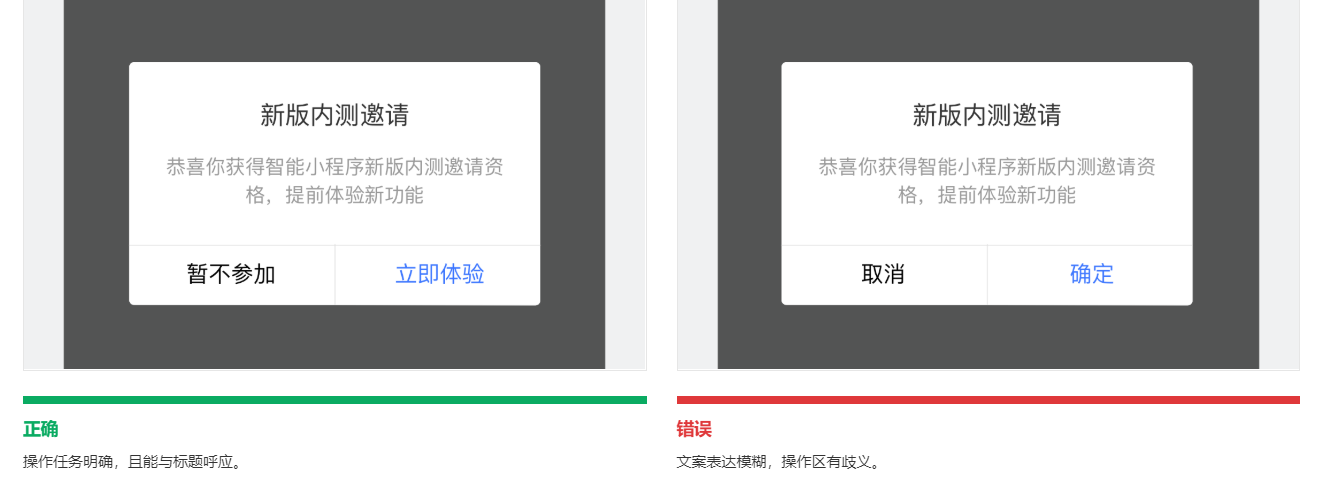 新版内测邀请
恭喜你获得智能小程序新版内测邀请资
格，提前体验新功能
暂不参加
立即体验
正确
操作任务明确，且能与标题呼应。
新版内测邀请
恭喜你获得智能小程序新版内测邀请资
格，提前体验新功能
取消
确定
错误
文案表达模糊，操作区有歧义。